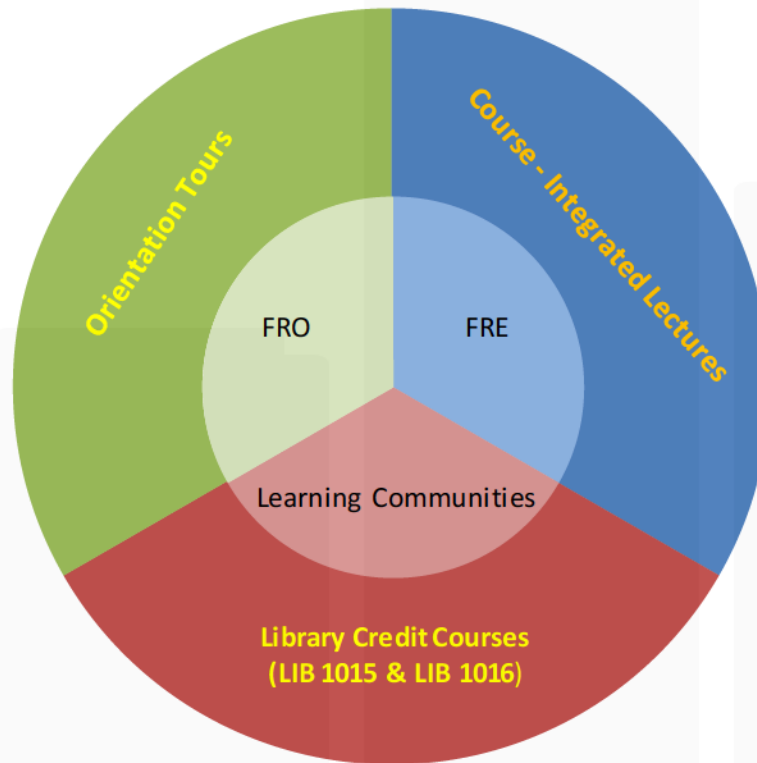 Orientation Tours
Course - Integrated Lectures
FRO
FRE
Learning Communities
Library Credit Courses
(LIB 1015 & LIB 1016)